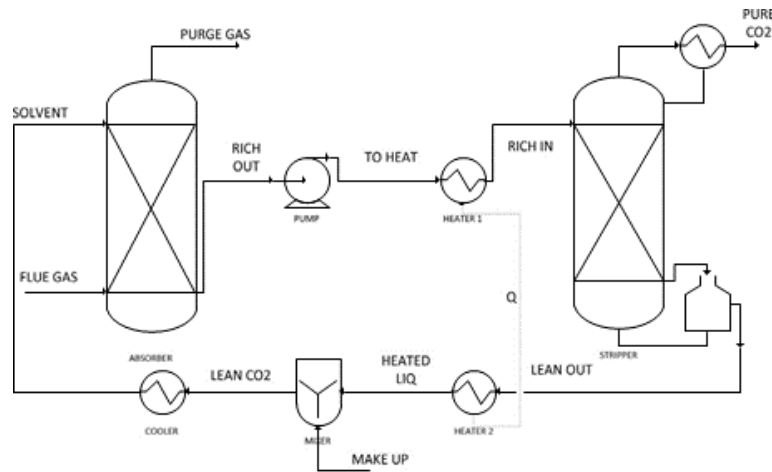 PURE
CO2
PURGE GAS
SOLVENT
RICH
OUT
TO HEAT
RICH IN
PUMP
HEATER 1
FLUE GAS
Q
ABSORBER
STRIPPER
LEAN CO2
HEATED
LIQ
LEAN OUT
COOLER
MIXER
HEATER 2
MAKE UP